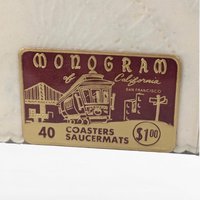 MONOGRAM
of California
SAN FRANCISCO
40 COASTERS
SAUCERMATS
$1.00